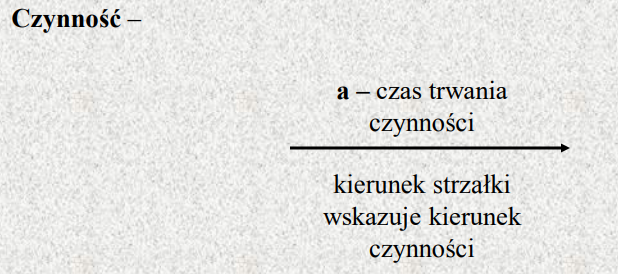 Czynność –
a – czas trwania
czynności
kierunek strzałki
wskazuje kierunek
czynności